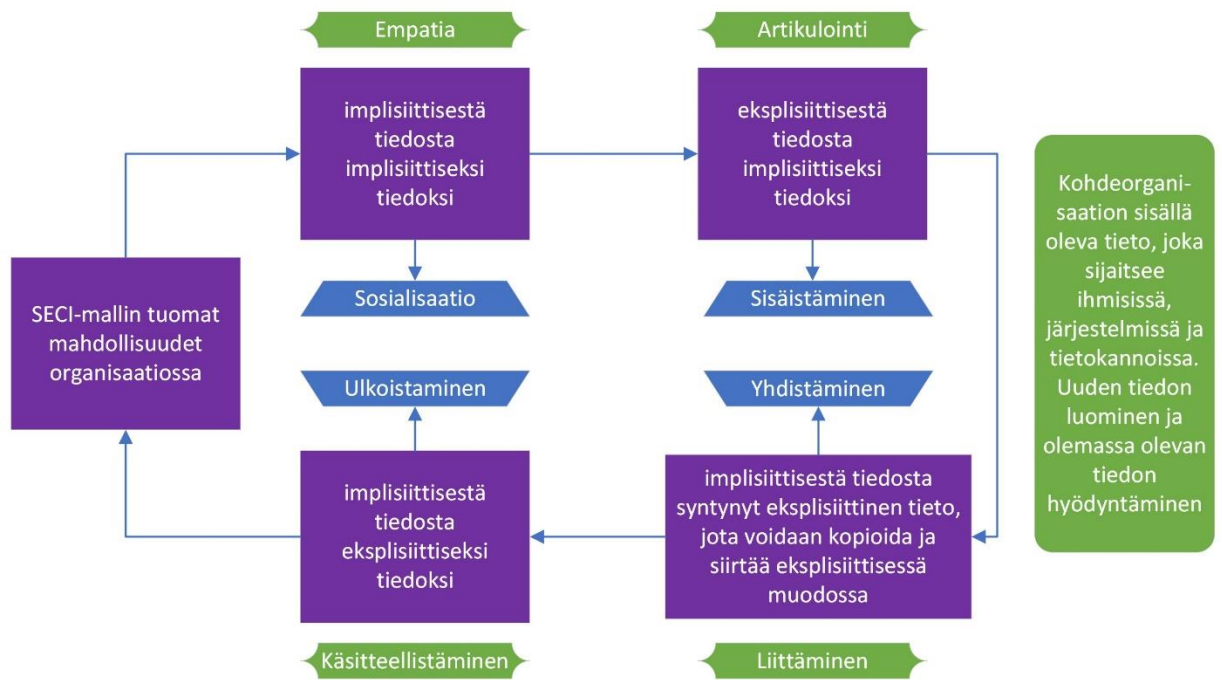 Empatia
Artikulointi
implisiittisestä
tiedosta
implisiittiseksi
tiedoksi
eksplisiittisestä
tiedosta
implisiittiseksi
tiedoksi
Kohdeorgani-
saation sisällä
oleva tieto, joka
sijaitsee
ihmisissä,
järjestelmissä ja
tietokannoissa.
Uuden tiedon
luominen ja
olemassa olevan
tiedon
hyödyntäminen
Sosialisaatio
Sisäistäminen
SECI-mallin tuomat
mahdollisuudet
organisaatiossa
Ulkoistaminen
Yhdistäminen
implisiittisestä
tiedosta
eksplisiittiseksi
tiedoksi
implisiittisestä tiedosta
syntynyt eksplisiittinen tieto,
jota voidaan kopioida ja
siirtää eksplisiittisessä
muodossa
Käsitteellistäminen
Liittäminen